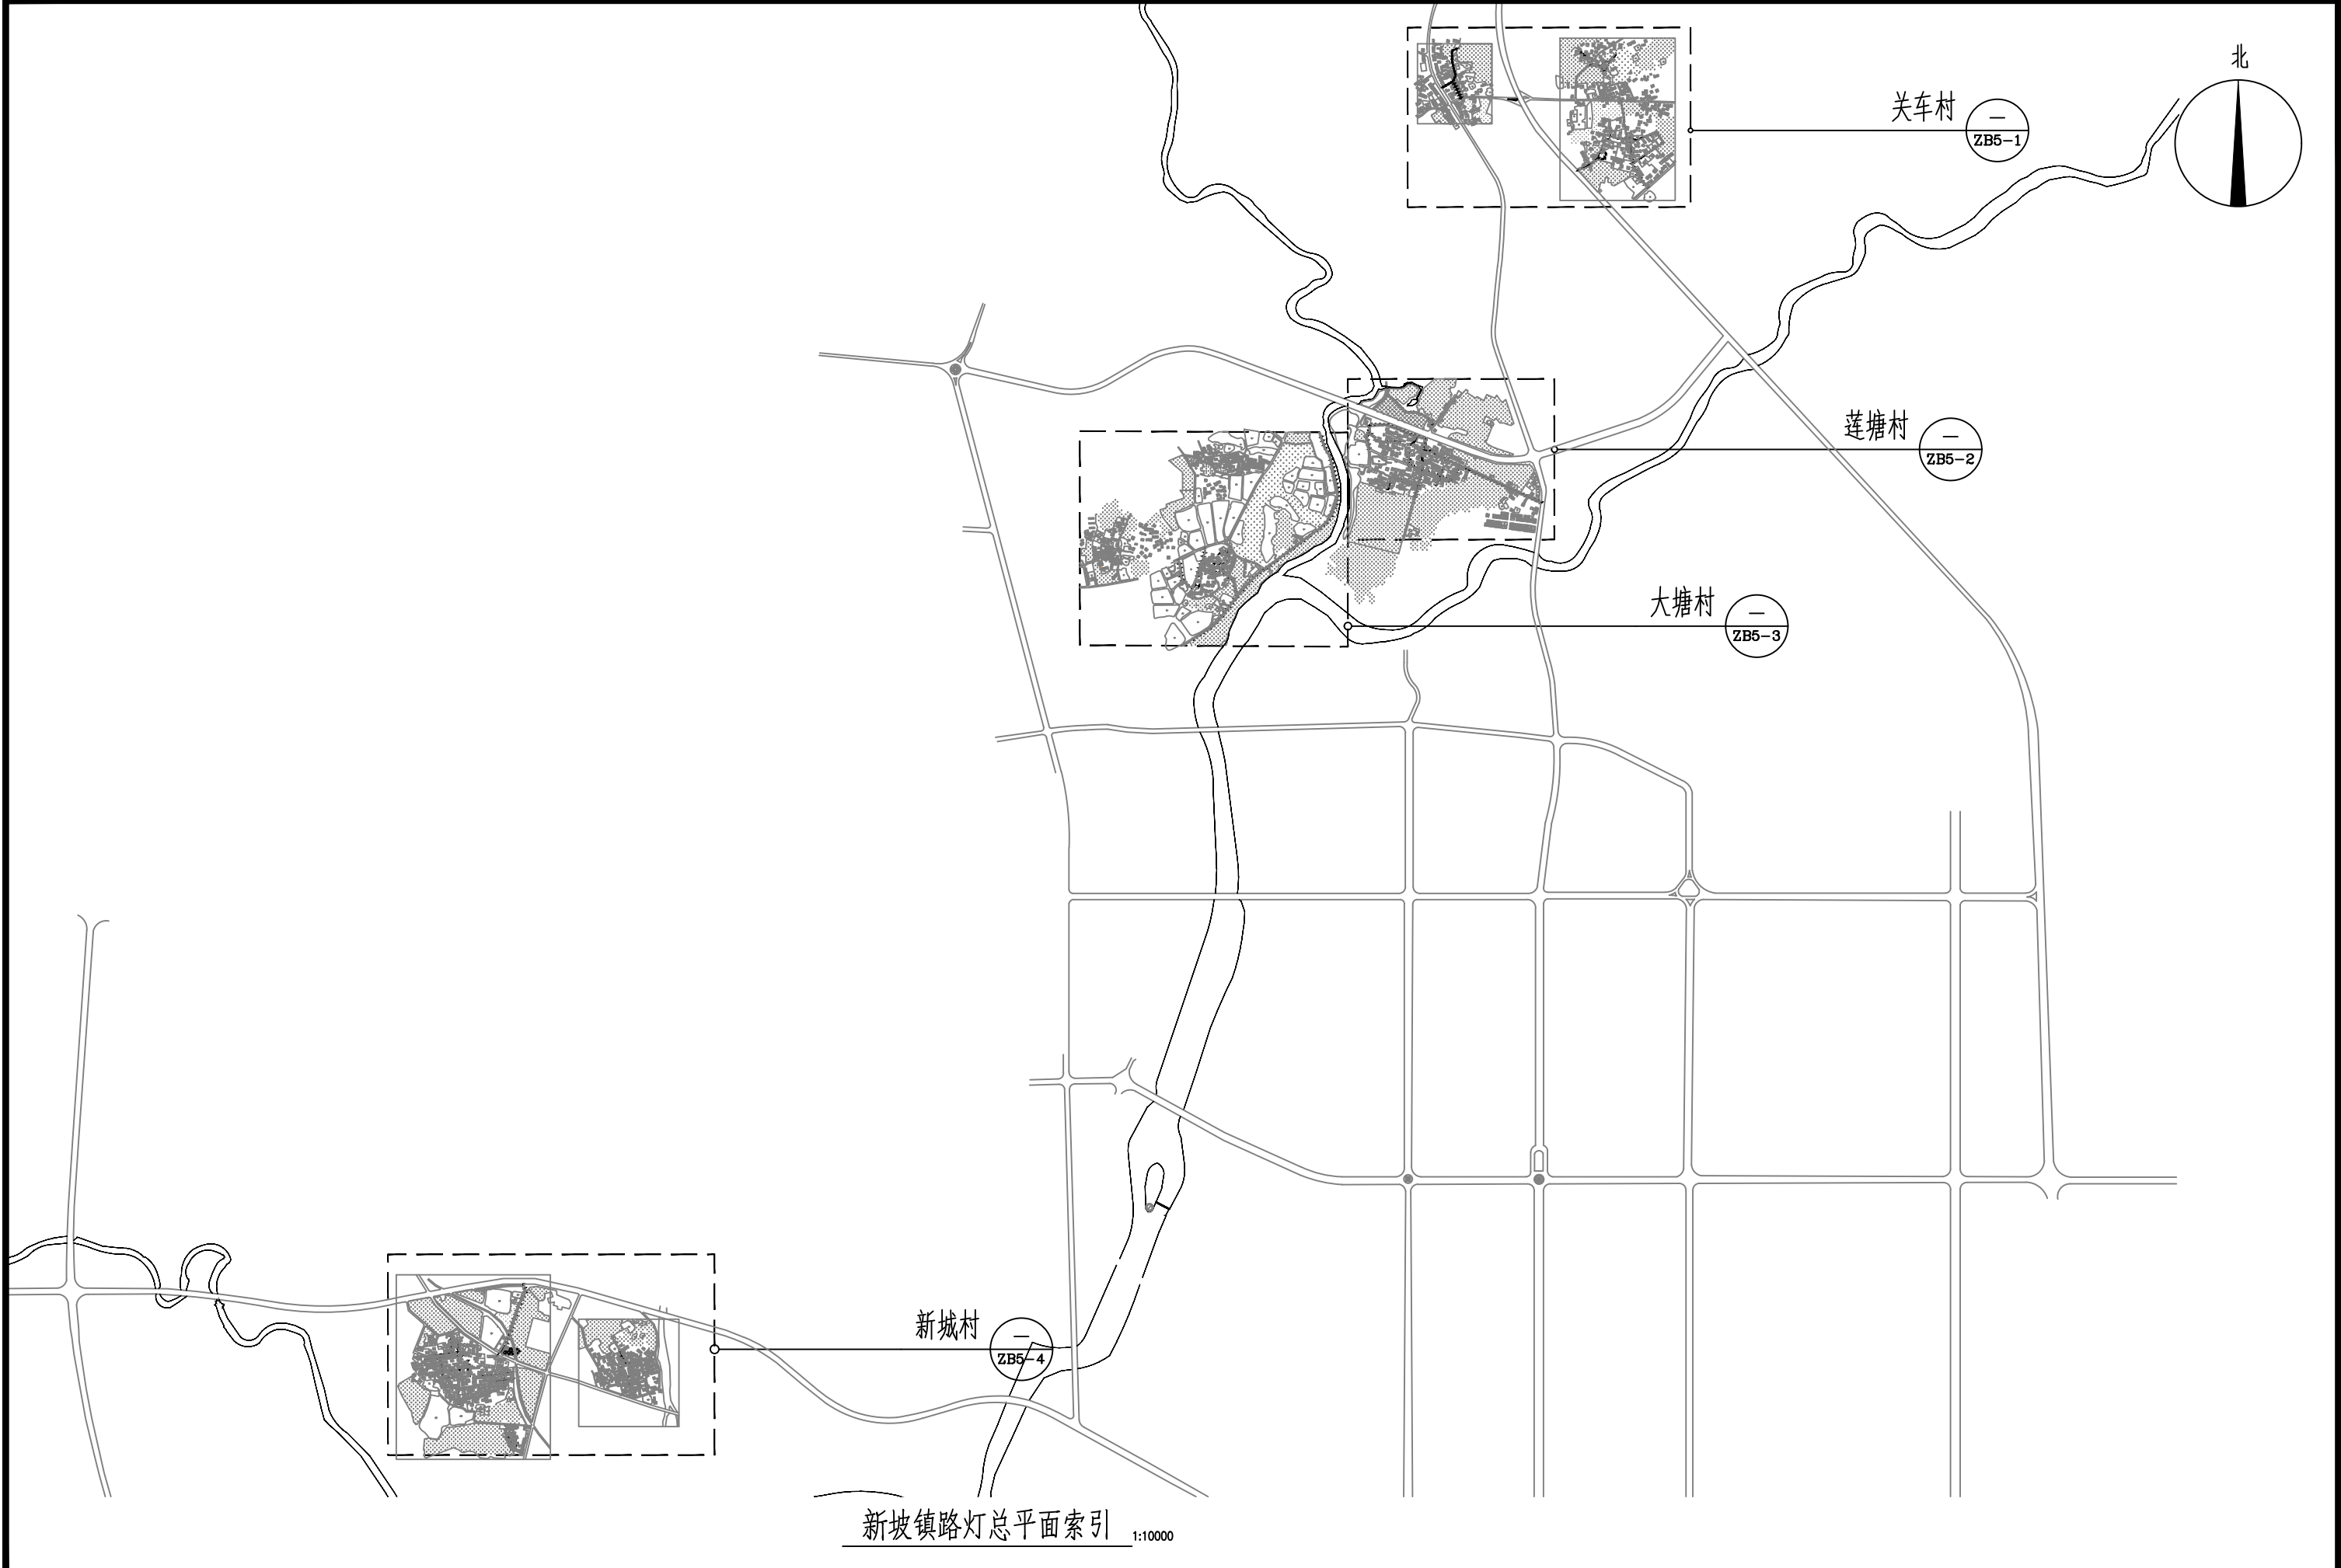 北
关车村
—
ZB5-1
莲塘村
—
ZB5-2
大塘村
—
ZB5-3
新城村
—
ZB5-4
新坡镇路灯总平面索引 1:10000